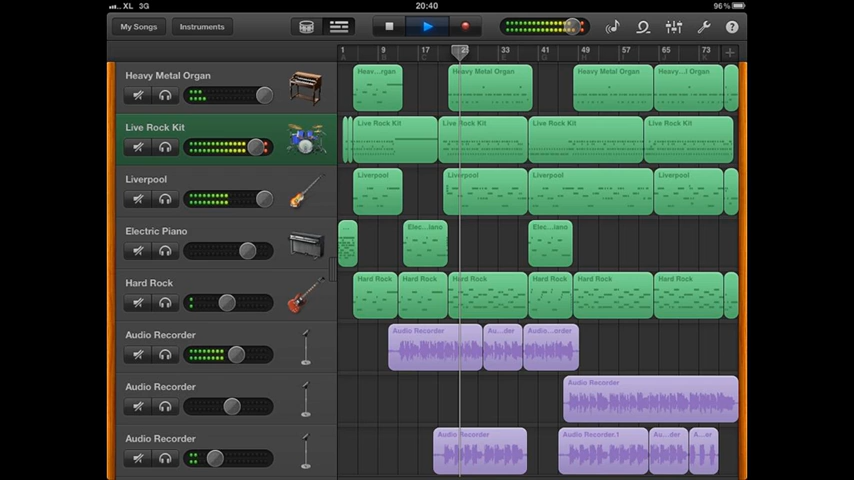 XL 3G 20:40 96%
My Songs Instruments ?
1 9 17 25 33 41 49 57 65 73 +
A B C E F G H I J K
Heavy Metal Organ Heav...rgan Heavy Metal Organ Heavy Metal Organ Heavy...l Organ
Live Rock Kit Live Rock Kit Live Rock Kit Live Rock Kit Live Rock Kit
Liverpool Liverpool Liverpool Liverpool Liverpool
Electric Piano ... Elec...iano Elec...iano
Hard Rock Hard Rock Hard Rock Hard Rock Hard Rock Hard Rock Hard Rock
Audio Recorder Audio Recorder Au...der Audio...order
Audio Recorder Audio Recorder
Audio Recorder Audio Recorder Audio Recorder.1 Au...der A...er